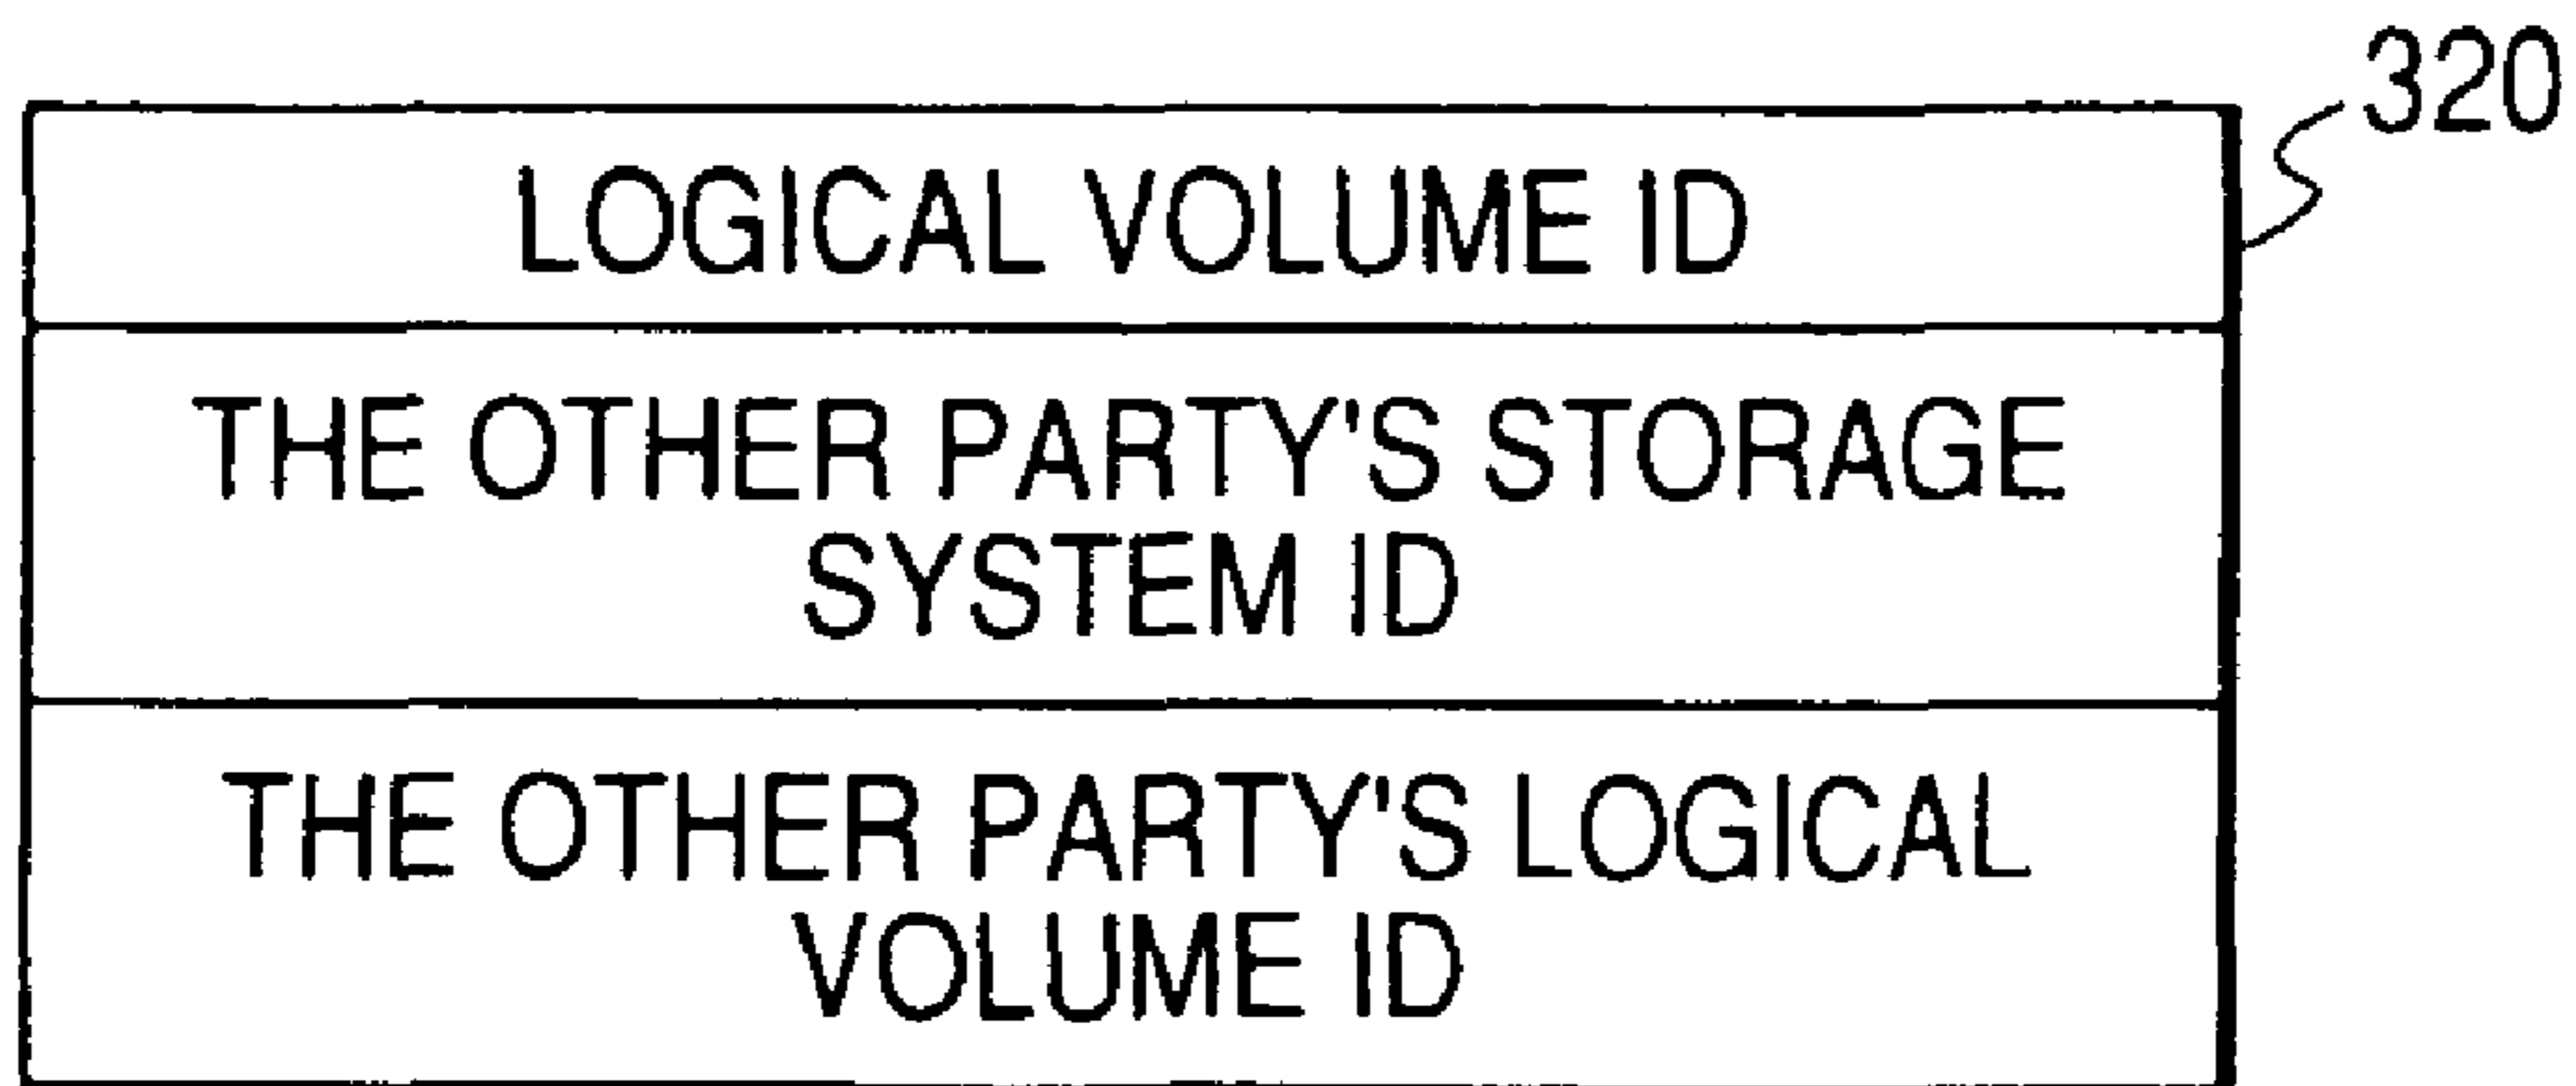 320
LOGICAL VOLUME ID
THE OTHER PARTY'S STORAGE
SYSTEM ID
THE OTHER PARTY'S LOGICAL
VOLUME ID